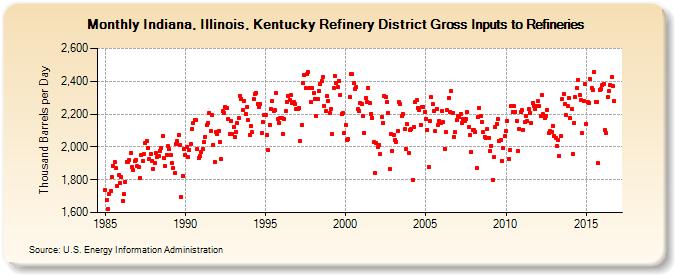 Monthly Indiana, Illinois, Kentucky Refinery District Gross Inputs to Refineries
Thousand Barrels per Day
2,600
2,400
2,200
2,000
1,800
1,600
1985 1990 1995 2000 2005 2010 2015
Source: U.S. Energy Information Administration